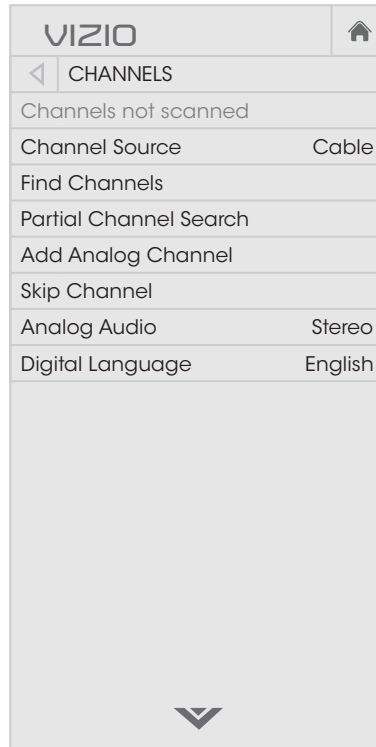 VIZIO
CHANNELS
Channels not scanned
Channel Source Cable
Find Channels
Partial Channel Search
Add Analog Channel
Skip Channel
Analog Audio Stereo
Digital Language English